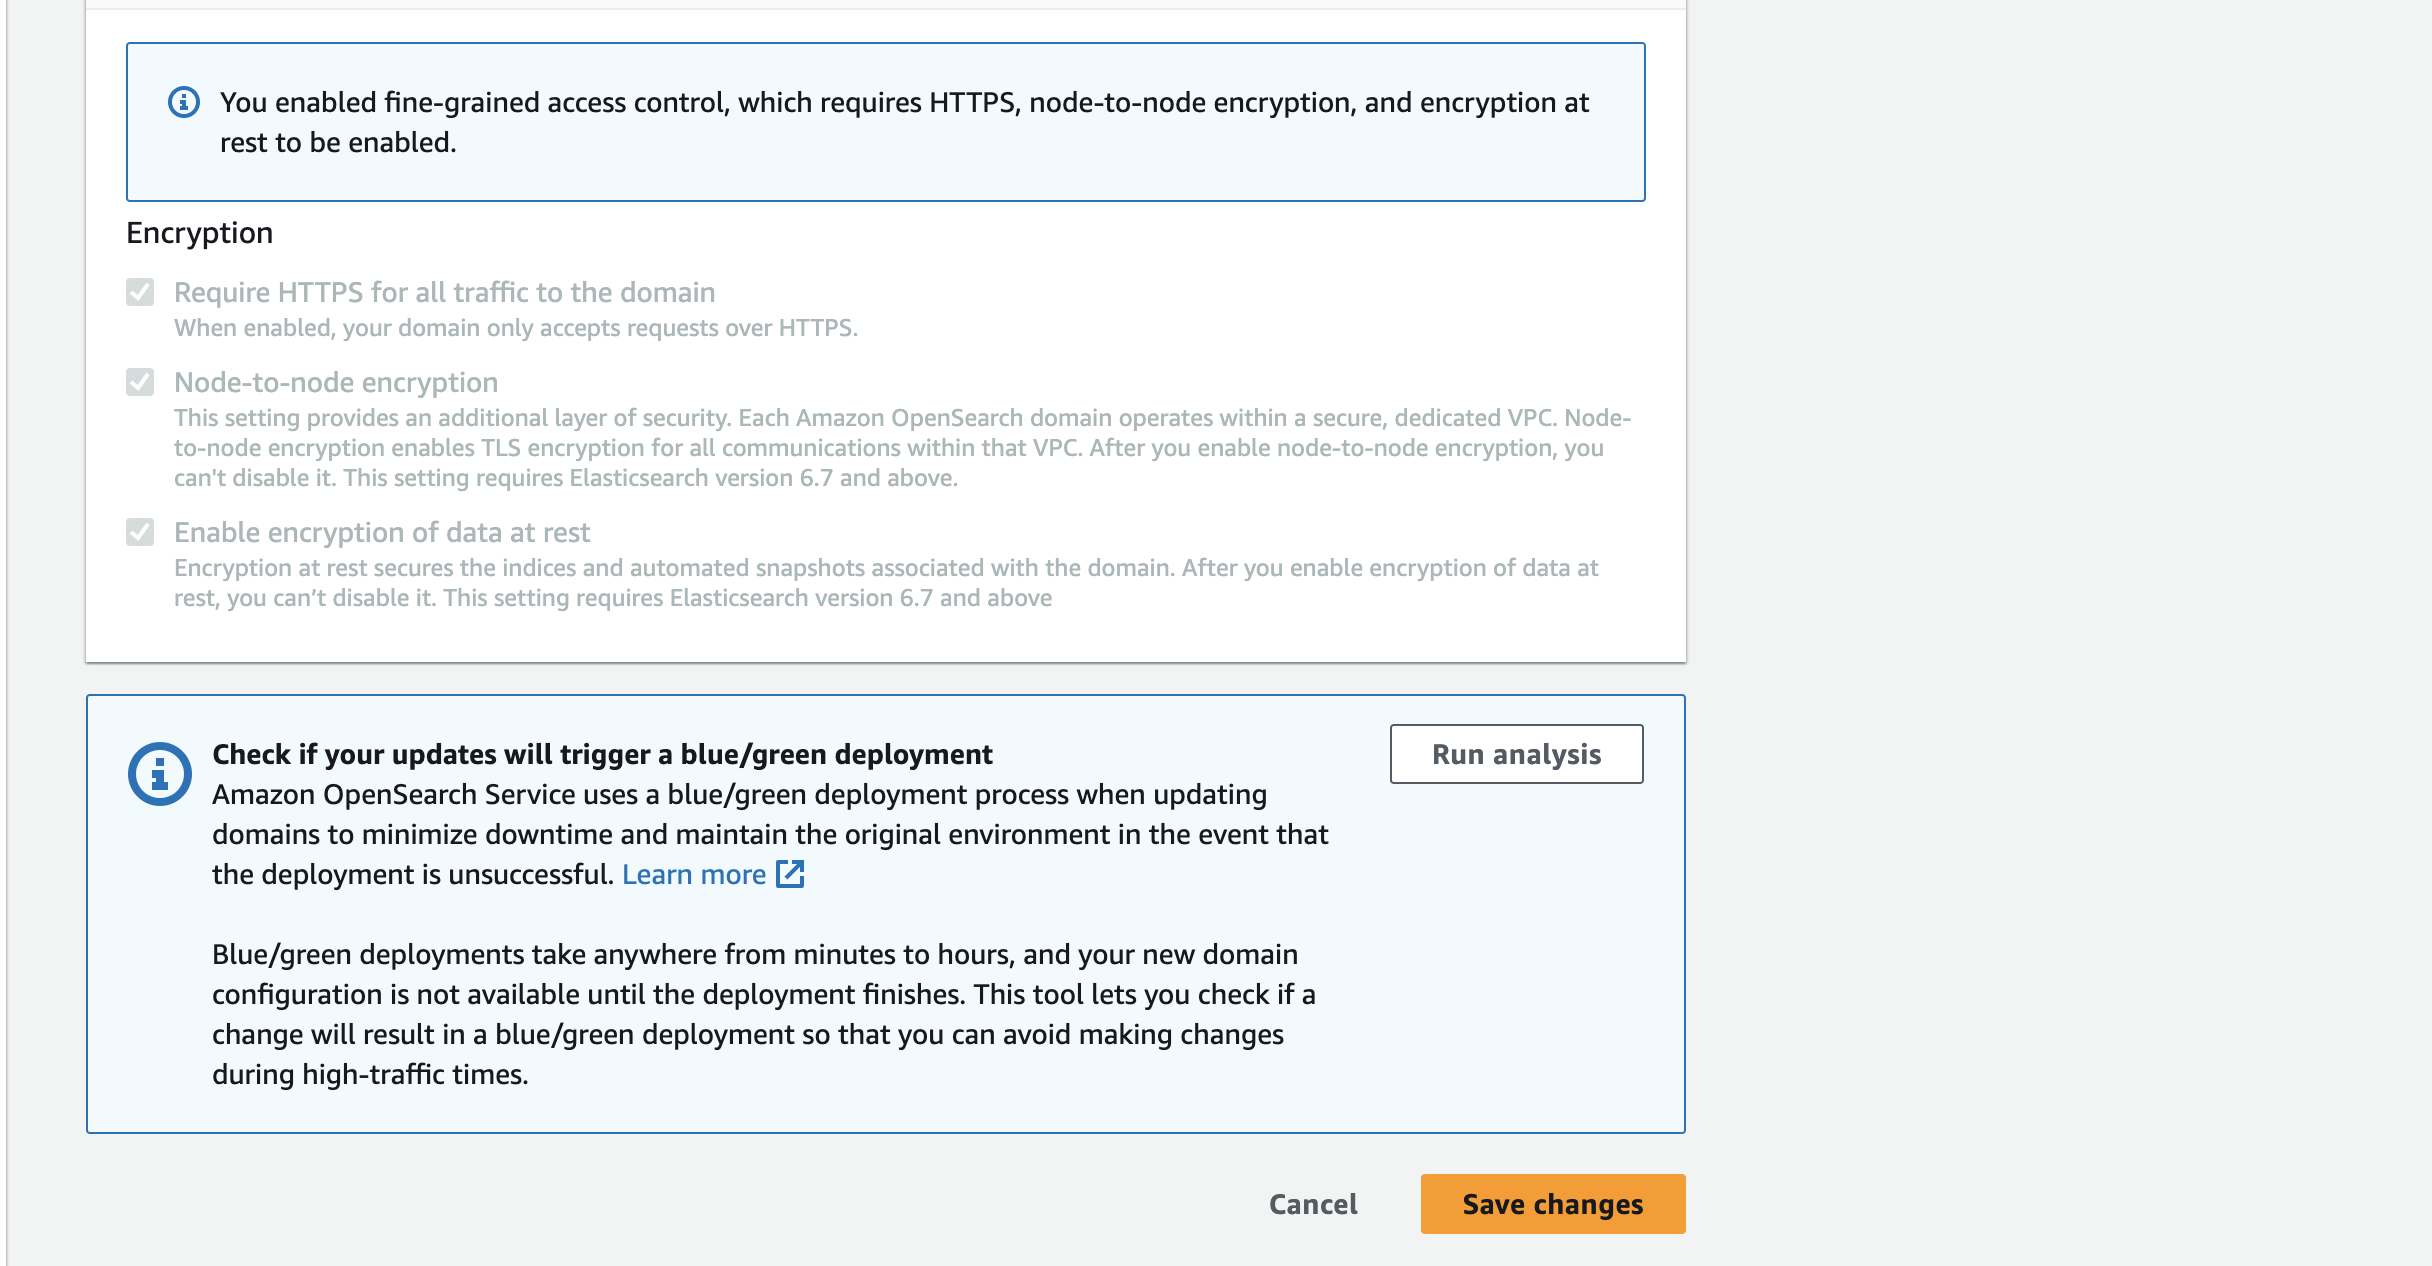 You enabled fine-grained access control, which requires HTTPS, node-to-node encryption, and encryption at
rest to be enabled.
Encryption
Require HTTPS for all traffic to the domain
When enabled, your domain only accepts requests over HTTPS.
Node-to-node encryption
This setting provides an additional layer of security. Each Amazon OpenSearch domain operates within a secure, dedicated VPC. Node-
to-node encryption enables TLS encryption for all communications within that VPC. After you enable node-to-node encryption, you
can't disable it. This setting requires Elasticsearch version 6.7 and above.
Enable encryption of data at rest
Encryption at rest secures the indices and automated snapshots associated with the domain. After you enable encryption of data at
rest, you can’t disable it. This setting requires Elasticsearch version 6.7 and above
Check if your updates will trigger a blue/green deployment
Run analysis
Amazon OpenSearch Service uses a blue/green deployment process when updating
domains to minimize downtime and maintain the original environment in the event that
the deployment is unsuccessful. Learn more
Blue/green deployments take anywhere from minutes to hours, and your new domain
configuration is not available until the deployment finishes. This tool lets you check if a
change will result in a blue/green deployment so that you can avoid making changes
during high-traffic times.
Cancel
Save changes